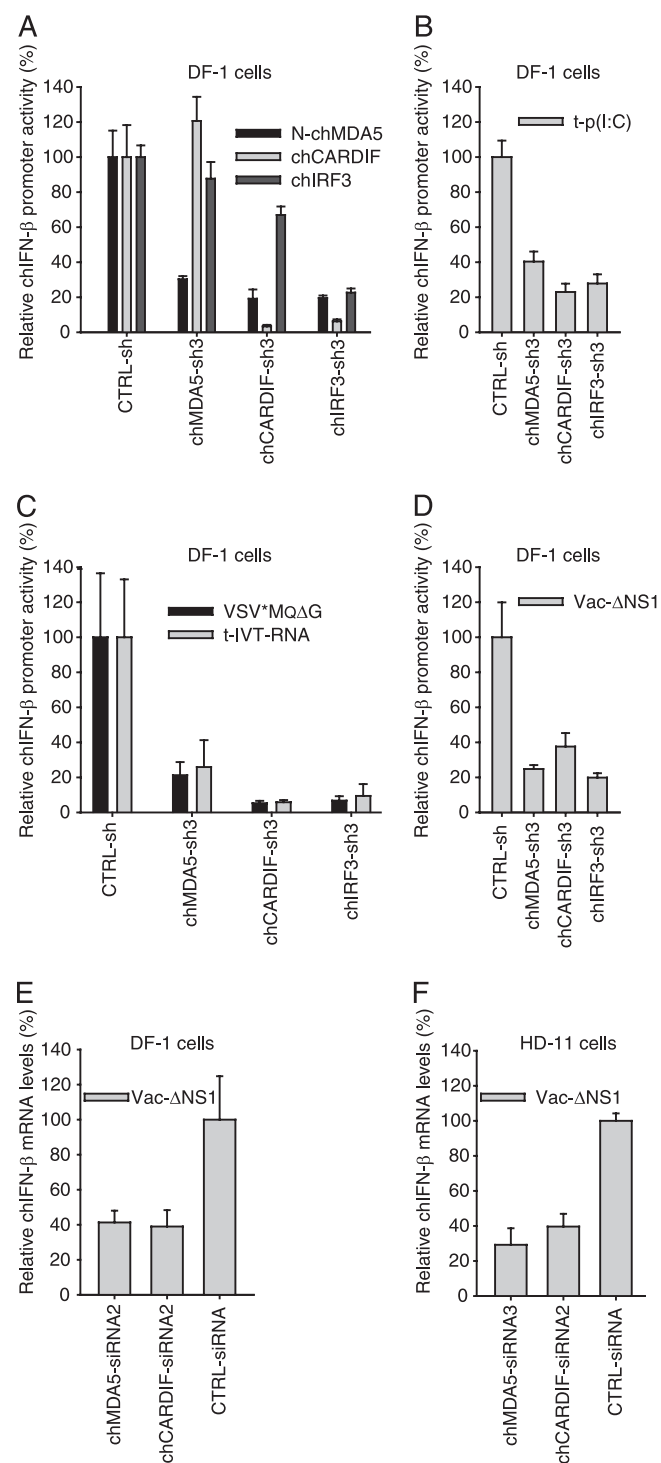 A
Relative chIFN-β promoter activity (%)
DF-1 cells
140
120
100
80
60
40
20
0
N-chMDA5
chCARDIF
chIRF3
CTRL-sh
chMDA5-sh3
chCARDIF-sh3
chIRF3-sh3
B
Relative chIFN-β promoter activity (%)
DF-1 cells
140
120
100
80
60
40
20
0
t-p(I:C)
CTRL-sh
chMDA5-sh3
chCARDIF-sh3
chIRF3-sh3
C
Relative chIFN-β promoter activity (%)
DF-1 cells
140
120
100
80
60
40
20
0
VSV*MQΔG
t-IVT-RNA
CTRL-sh
chMDA5-sh3
chCARDIF-sh3
chIRF3-sh3
D
Relative chIFN-β promoter activity (%)
DF-1 cells
140
120
100
80
60
40
20
0
Vac-ΔNS1
CTRL-sh
chMDA5-sh3
chCARDIF-sh3
chIRF3-sh3
E
Relative chIFN-β mRNA levels (%)
DF-1 cells
140
120
100
80
60
40
20
0
Vac-ΔNS1
chMDA5-siRNA2
chCARDIF-siRNA2
CTRL-siRNA
F
Relative chIFN-β mRNA levels (%)
HD-11 cells
140
120
100
80
60
40
20
0
Vac-ΔNS1
chMDA5-siRNA3
chCARDIF-siRNA2
CTRL-siRNA